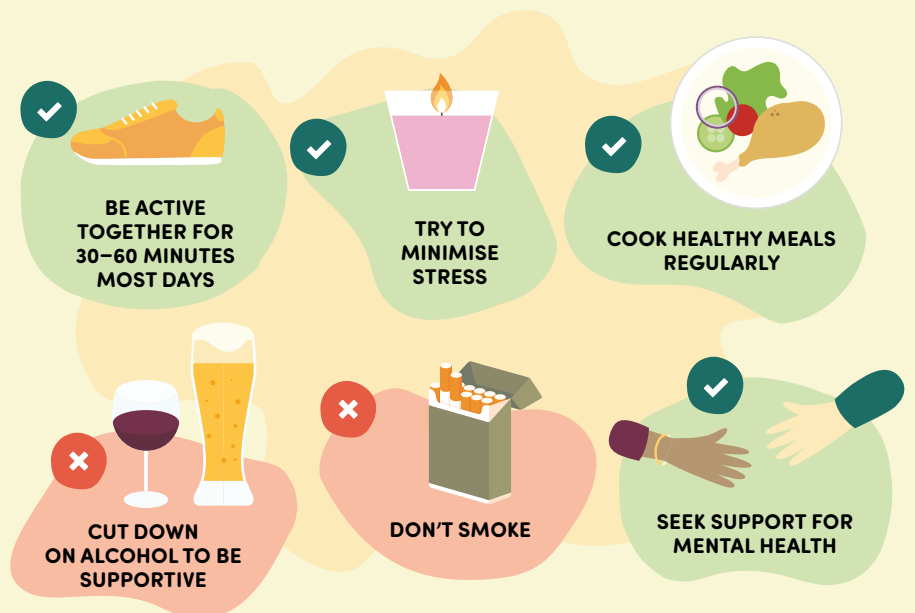 BE ACTIVE
TOGETHER FOR
30–60 MINUTES
MOST DAYS
TRY TO
MINIMISE
STRESS
COOK HEALTHY MEALS
REGULARLY
CUT DOWN
ON ALCOHOL TO BE
SUPPORTIVE
DON'T SMOKE
SEEK SUPPORT FOR
MENTAL HEALTH